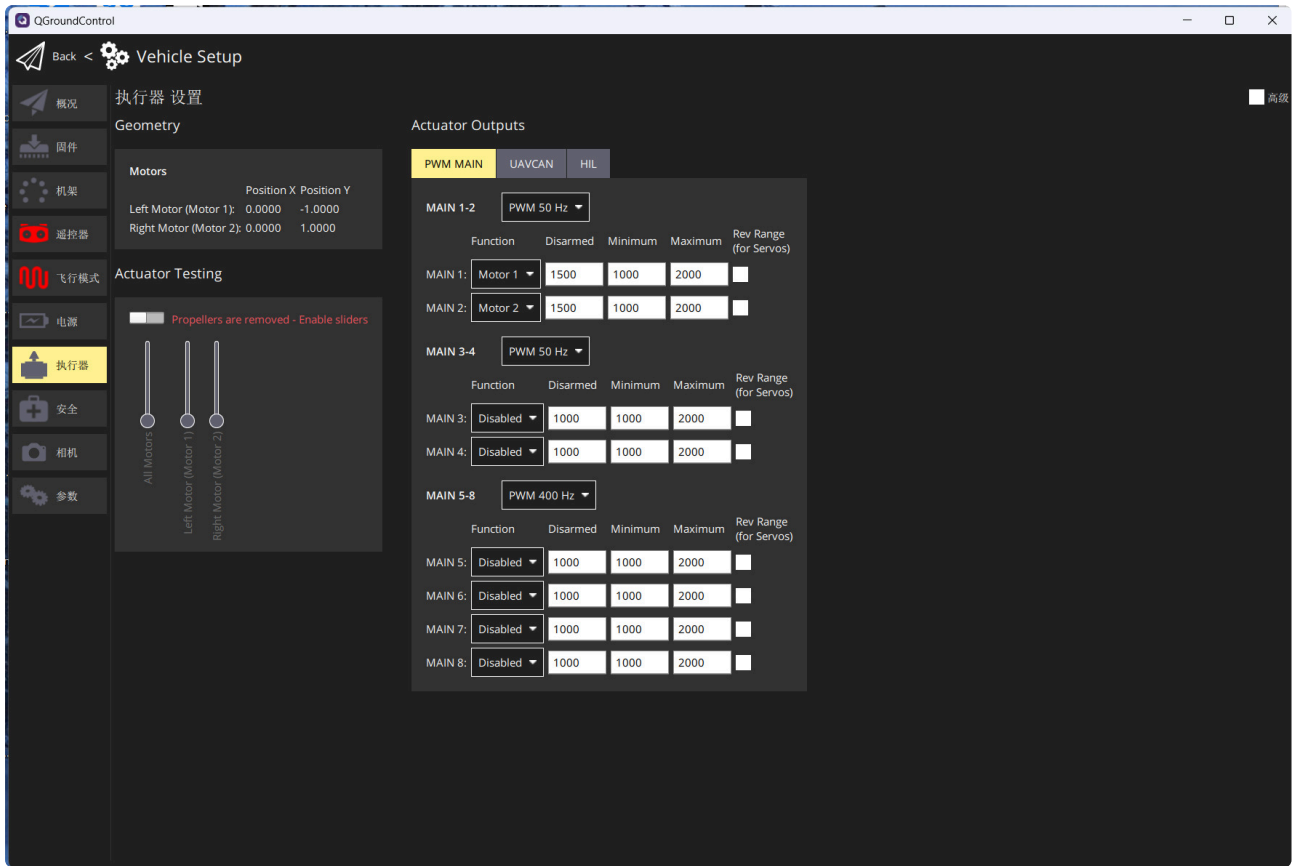 QGroundControl
Back < Vehicle Setup
概况
固件
机架
遥控器
飞行模式
电源
执行器
安全
相机
参数
执行器 设置
高级
Geometry
Motors
Position X Position Y
Left Motor (Motor 1): 0.0000 -1.0000
Right Motor (Motor 2): 0.0000 1.0000
Actuator Testing
Propellers are removed - Enable sliders
All Motors
Left Motor (Motor 1)
Right Motor (Motor 2)
Actuator Outputs
PWM MAIN UAVCAN HIL
MAIN 1-2 PWM 50 Hz
Function Disarmed Minimum Maximum Rev Range
(for Servos)
MAIN 1: Motor 1 1500 1000 2000
MAIN 2: Motor 2 1500 1000 2000
MAIN 3-4 PWM 50 Hz
Function Disarmed Minimum Maximum Rev Range
(for Servos)
MAIN 3: Disabled 1000 1000 2000
MAIN 4: Disabled 1000 1000 2000
MAIN 5-8 PWM 400 Hz
Function Disarmed Minimum Maximum Rev Range
(for Servos)
MAIN 5: Disabled 1000 1000 2000
MAIN 6: Disabled 1000 1000 2000
MAIN 7: Disabled 1000 1000 2000
MAIN 8: Disabled 1000 1000 2000